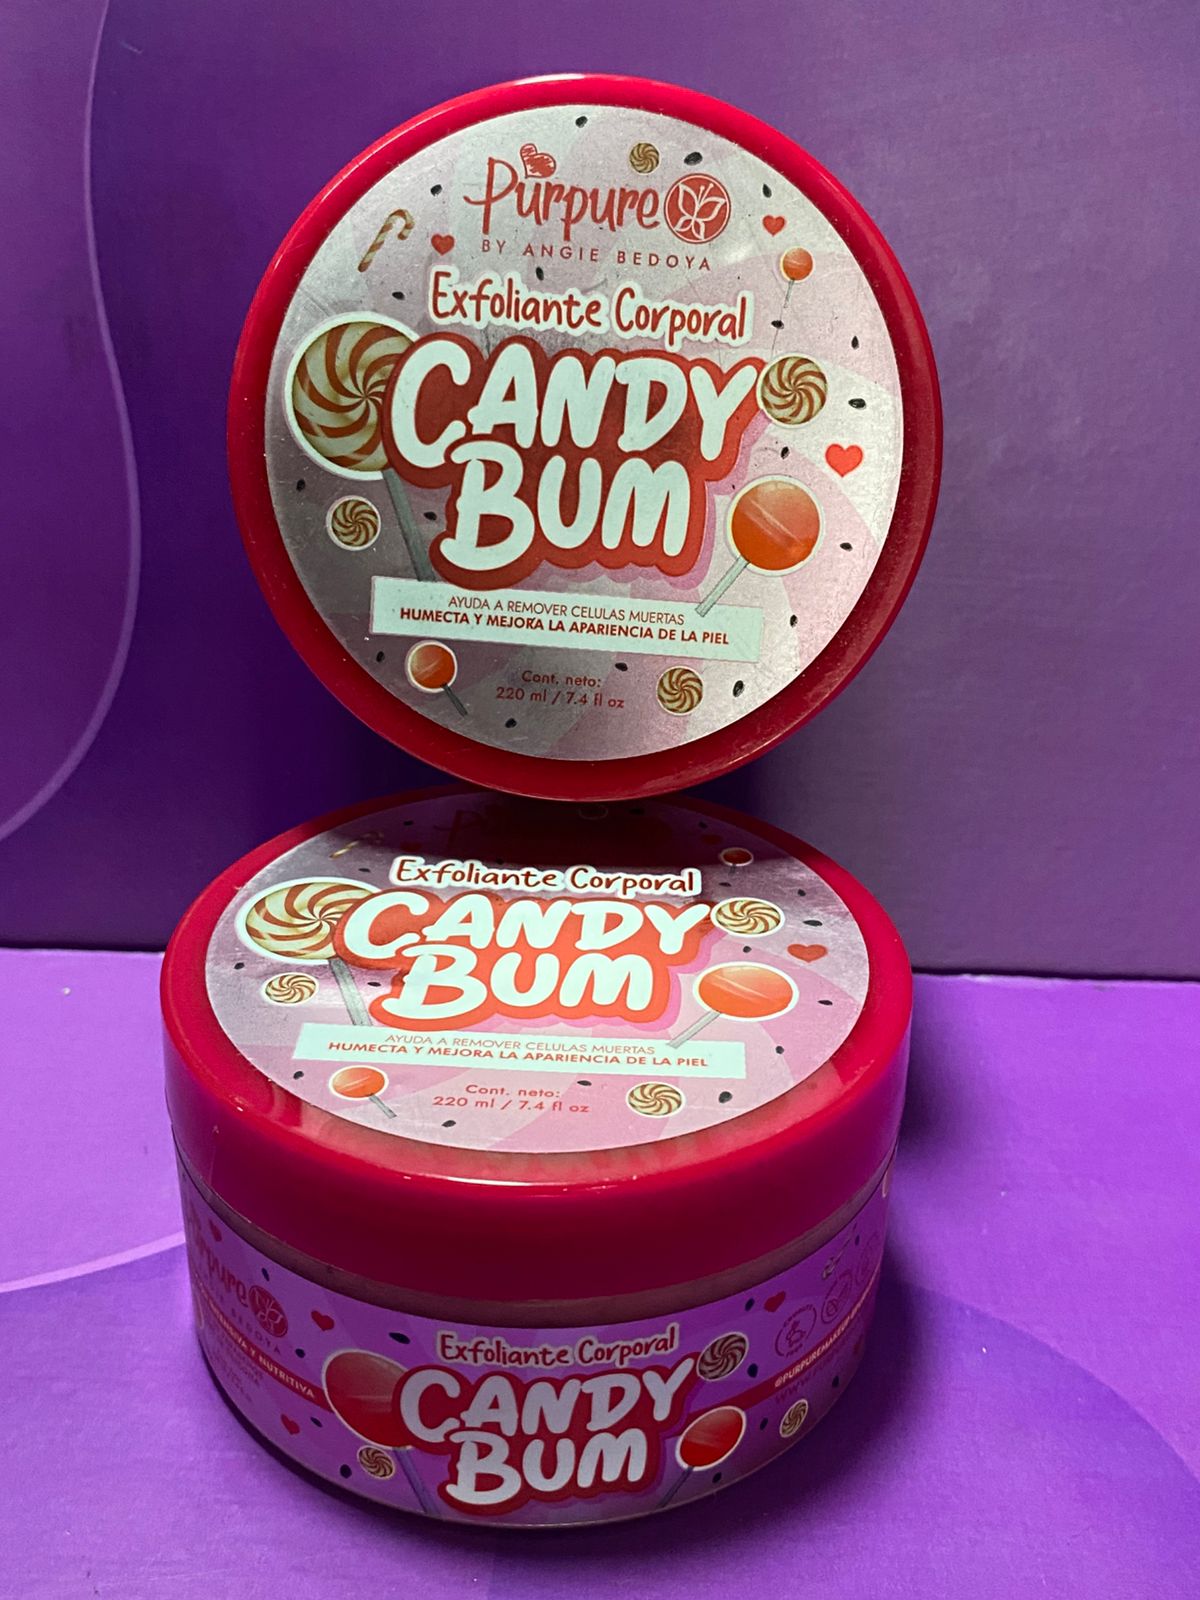 Purpure
BY ANGIE BEDOYA
Exfoliante Corporal
CANDY
BUM
AYUDA A REMOVER CELULAS MUERTAS
HUMECTA Y MEJORA LA APARIENCIA DE LA PIEL
Cont. neto:
220 ml / 7.4 fl oz
Exfoliante Corporal
CANDY
BUM
AYUDA A REMOVER CELULAS MUERTAS
HUMECTA Y MEJORA LA APARIENCIA DE LA PIEL
Cont. neto:
220 ml / 7.4 fl oz
BEDOYA
Y NUTRITIVA
Exfoliante Corporal
CANDY
BUM